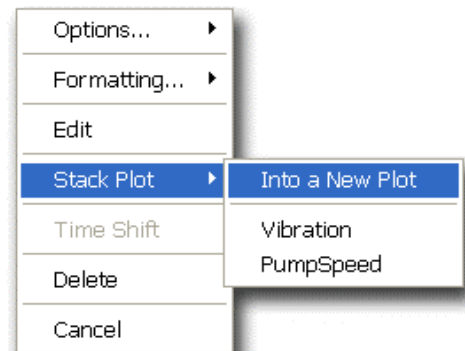 Options...
Formatting...
Edit
Stack Plot
Into a New Plot
Time Shift
Vibration
PumpSpeed
Delete
Cancel